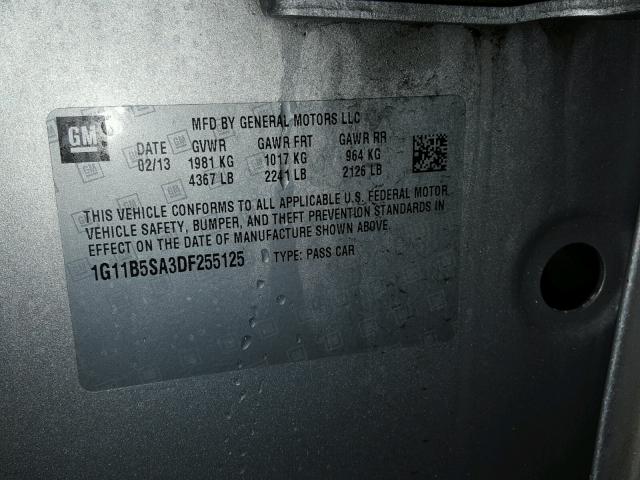 GM
MFD BY GENERAL MOTORS LLC
DATE GVWR GAWR FRT GAWR RR
02/13 1981 KG 1017 KG 964 KG
4367 LB 2241 LB 2126 LB
THIS VEHICLE CONFORMS TO ALL APPLICABLE U.S. FEDERAL MOTOR
VEHICLE SAFETY, BUMPER, AND THEFT PREVENTION STANDARDS IN
EFFECT ON THE DATE OF MANUFACTURE SHOWN ABOVE.
1G11B5SA3DF255125 TYPE: PASS CAR